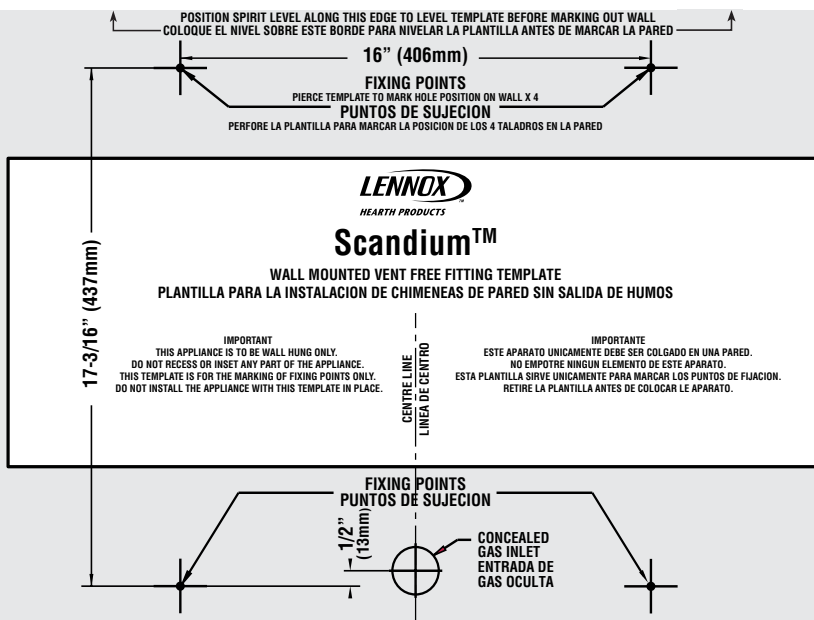 POSITION SPIRIT LEVEL ALONG THIS EDGE TO LEVEL TEMPLATE BEFORE MARKING OUT WALL
COLOQUE EL NIVEL SOBRE ESTE BORDE PARA NIVELAR LA PLANTILLA ANTES DE MARCAR LA PARED
16” (406mm)
FIXING POINTS
PIERCE TEMPLATE TO MARK HOLE POSITION ON WALL X 4
PUNTOS DE SUJECION
PERFORE LA PLANTILLA PARA MARCAR LA POSICION DE LOS 4 TALADROS EN LA PARED
17-3/16” (437mm)
LENNOX™
HEARTH PRODUCTS
Scandium™
WALL MOUNTED VENT FREE FITTING TEMPLATE
PLANTILLA PARA LA INSTALACION DE CHIMENEAS DE PARED SIN SALIDA DE HUMOS
IMPORTANT
THIS APPLIANCE IS TO BE WALL HUNG ONLY.
DO NOT RECESS OR INSET ANY PART OF THE APPLIANCE.
THIS TEMPLATE IS FOR THE MARKING OF FIXING POINTS ONLY.
DO NOT INSTALL THE APPLIANCE WITH THIS TEMPLATE IN PLACE.
CENTRE LINE
LINEA DE CENTRO
IMPORTANTE
ESTE APARATO UNICAMENTE DEBE SER COLGADO EN UNA PARED.
NO EMPOTRE NINGUN ELEMENTO DE ESTE APARATO.
ESTA PLANTILLA SIRVE UNICAMENTE PARA MARCAR LOS PUNTOS DE FIJACION.
RETIRE LA PLANTILLA ANTES DE COLOCAR LE APARATO.
FIXING POINTS
PUNTOS DE SUJECION
1/2”
(13mm)
CONCEALED
GAS INLET
ENTRADA DE
GAS OCULTA